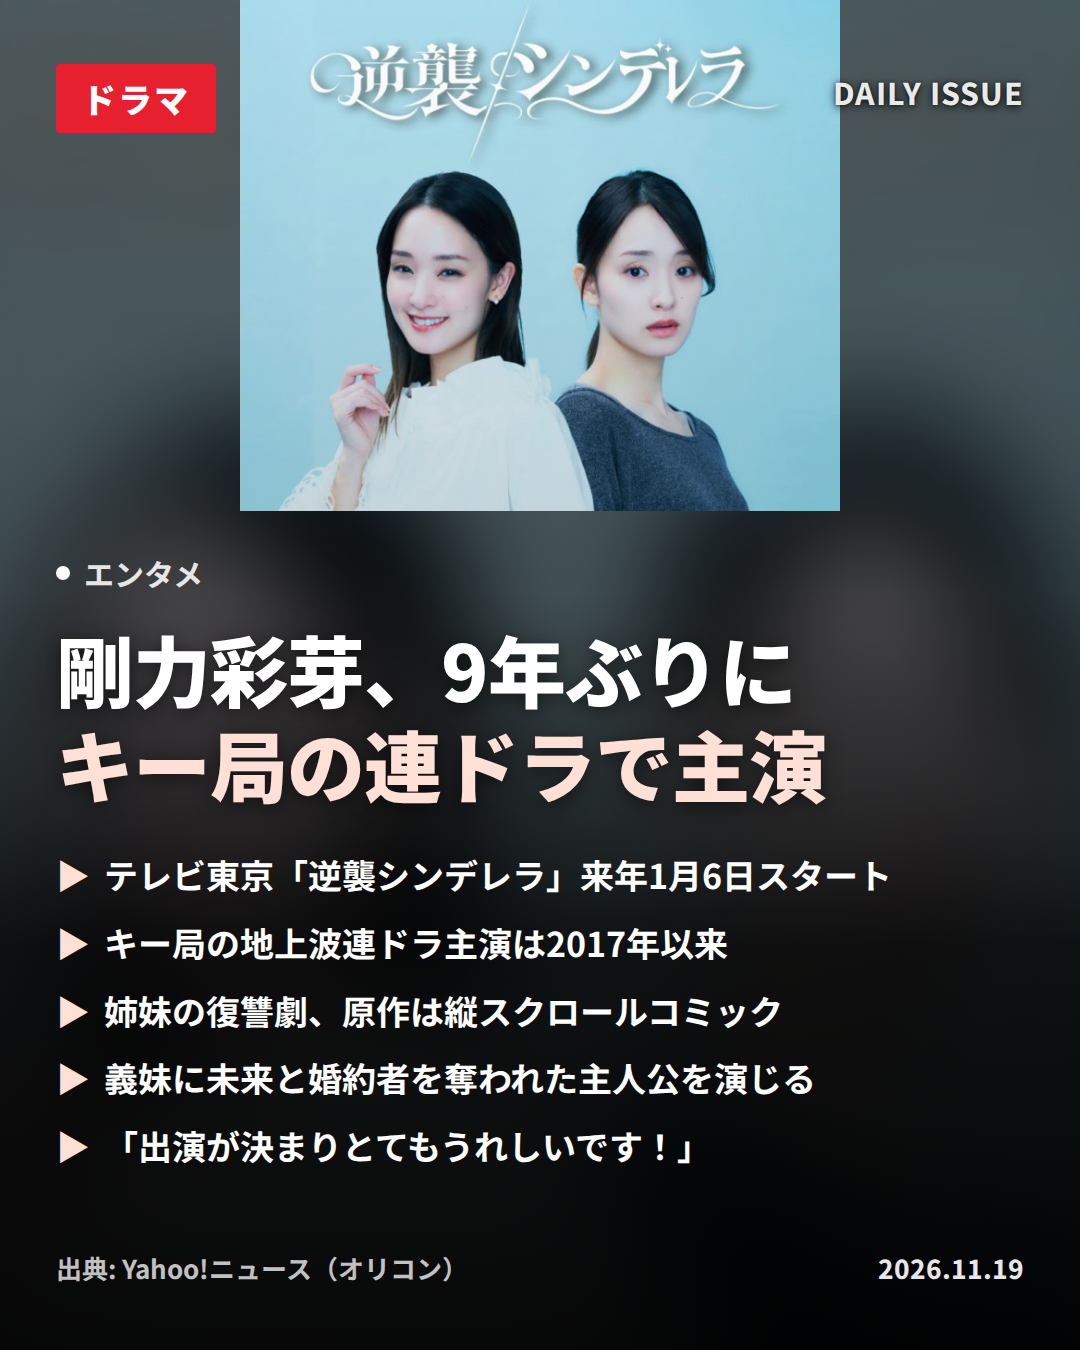 ドラマ
逆襲シンデレラ
DAILY ISSUE
エンタメ
剛力彩芽、9年ぶりに
キー局の連ドラで主演
▶ テレビ東京「逆襲シンデレラ」来年1月6日スタート
▶ キー局の地上波連ドラ主演は2017年以来
▶ 姉妹の復讐劇、原作は縦スクロールコミック
▶ 義妹に未来と婚約者を奪われた主人公を演じる
▶ 「出演が決まりとてもうれしいです！」
出典: Yahoo!ニュース（オリコン）
2026.11.19